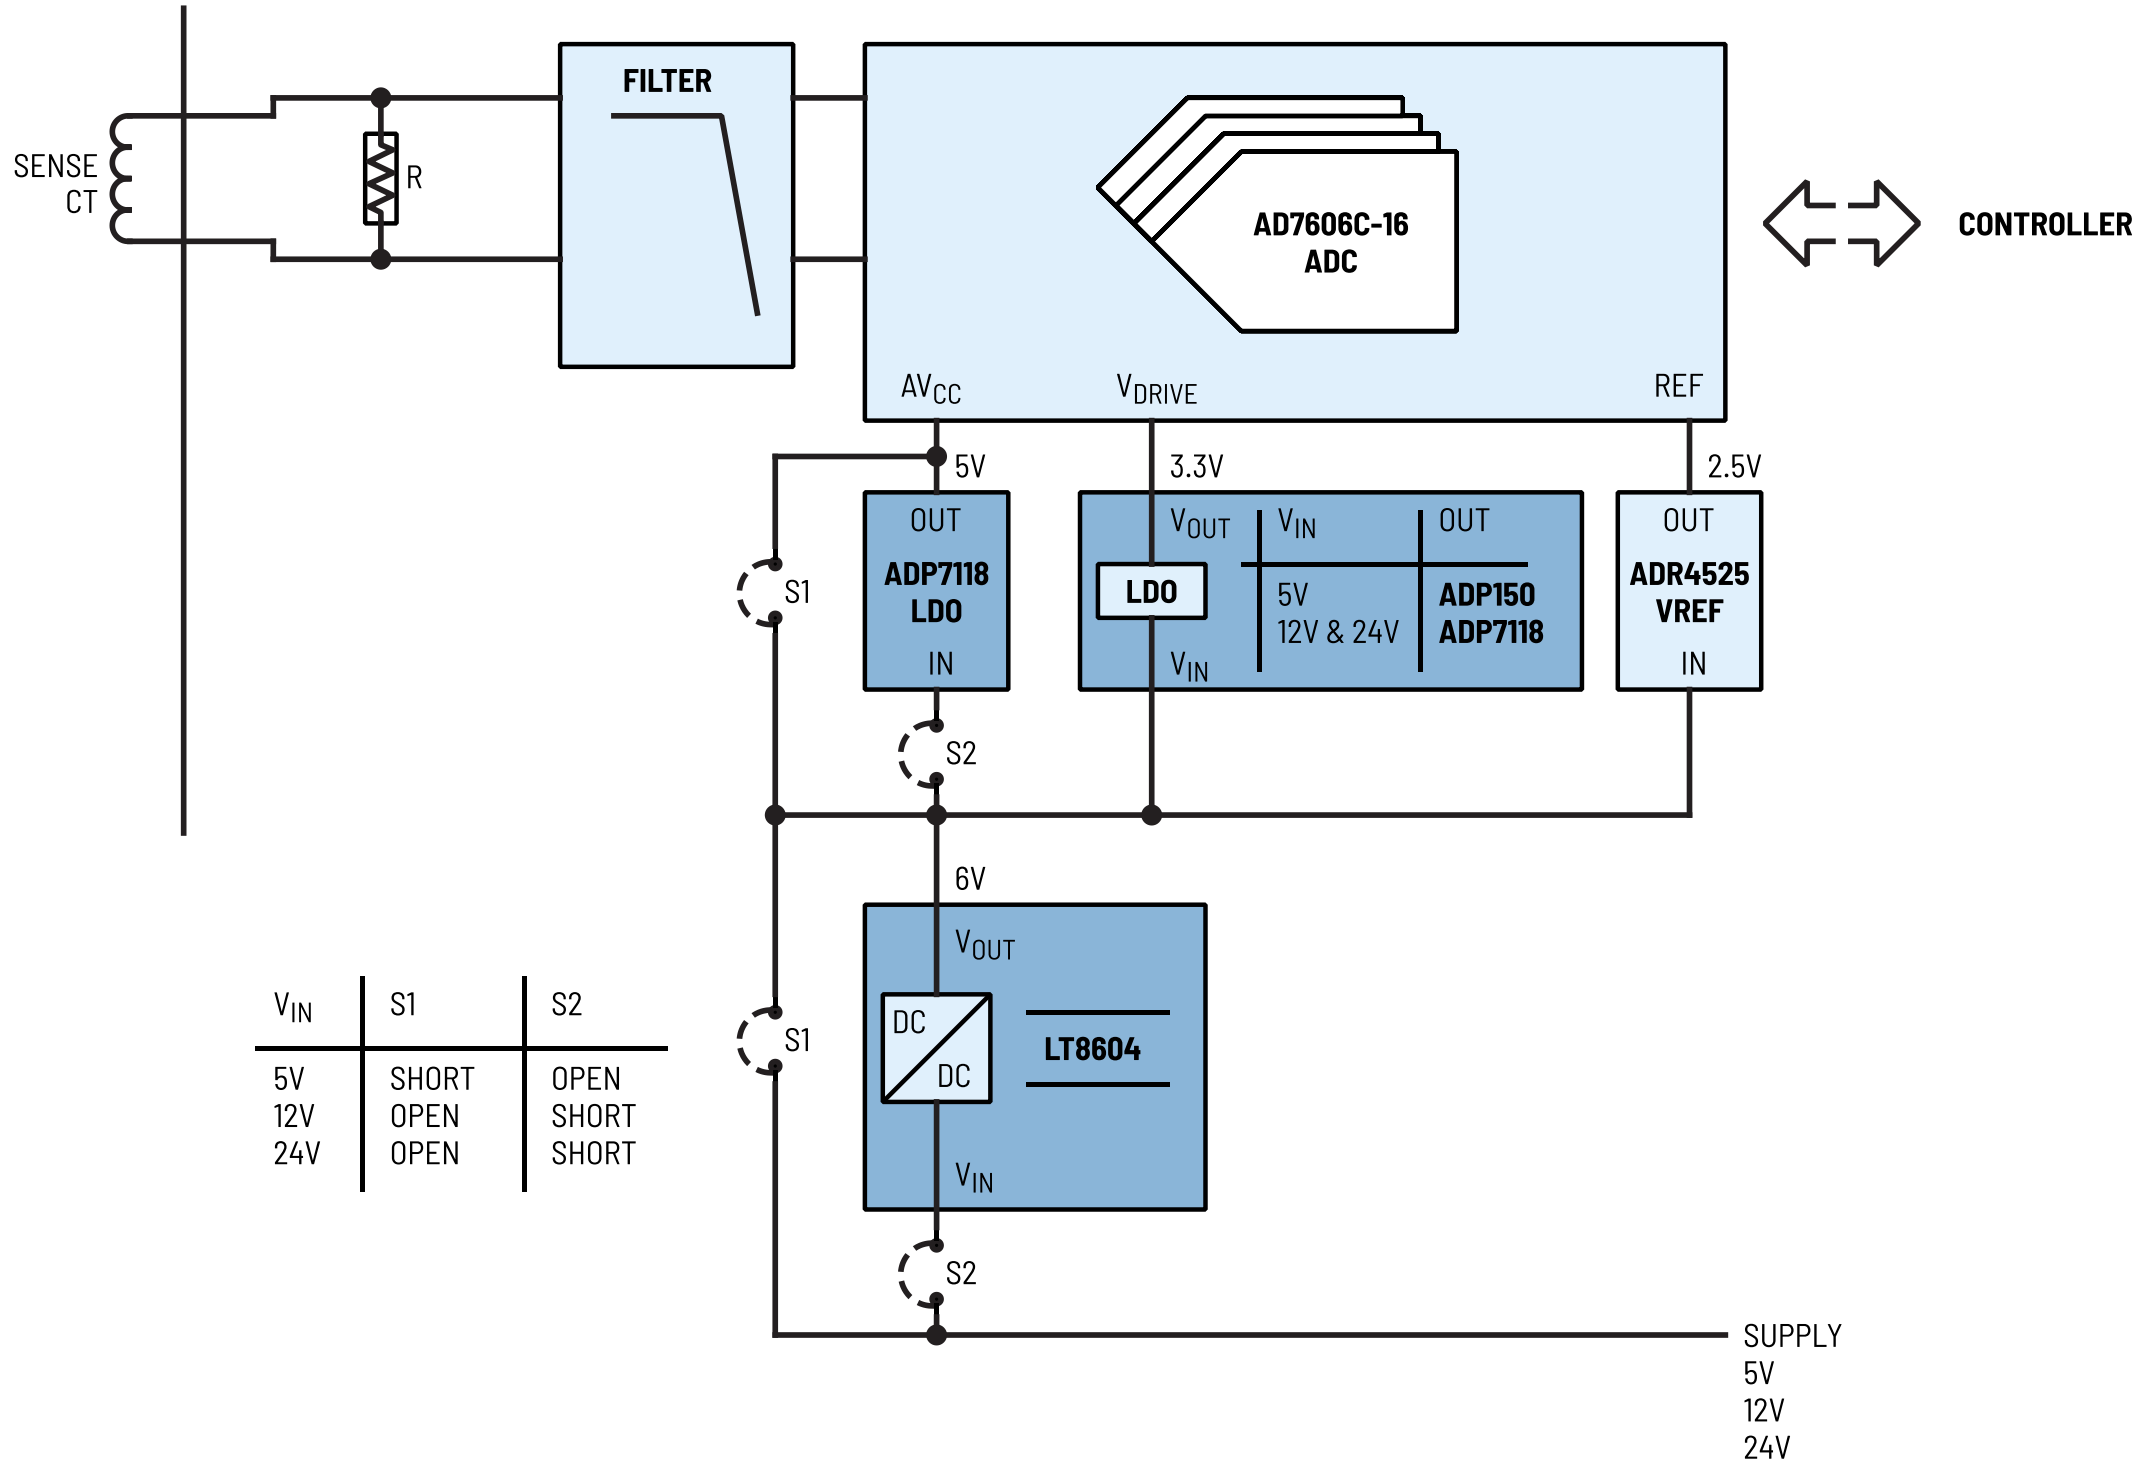 FILTER
SENSE
CT
R
AD7606C-16
ADC
CONTROLLER
AVCC
VDRIVE
REF
5V
3.3V
2.5V
OUT
ADP7118
LDO
IN
VOUT
VIN
OUT
LDO
5V
ADP150
12V & 24V
ADP7118
VIN
OUT
ADR4525
VREF
IN
S1
S2
6V
VOUT
DC
DC
LT8604
VIN
S1
S2
VIN S1 S2
5V SHORT OPEN
12V OPEN SHORT
24V OPEN SHORT
SUPPLY
5V
12V
24V